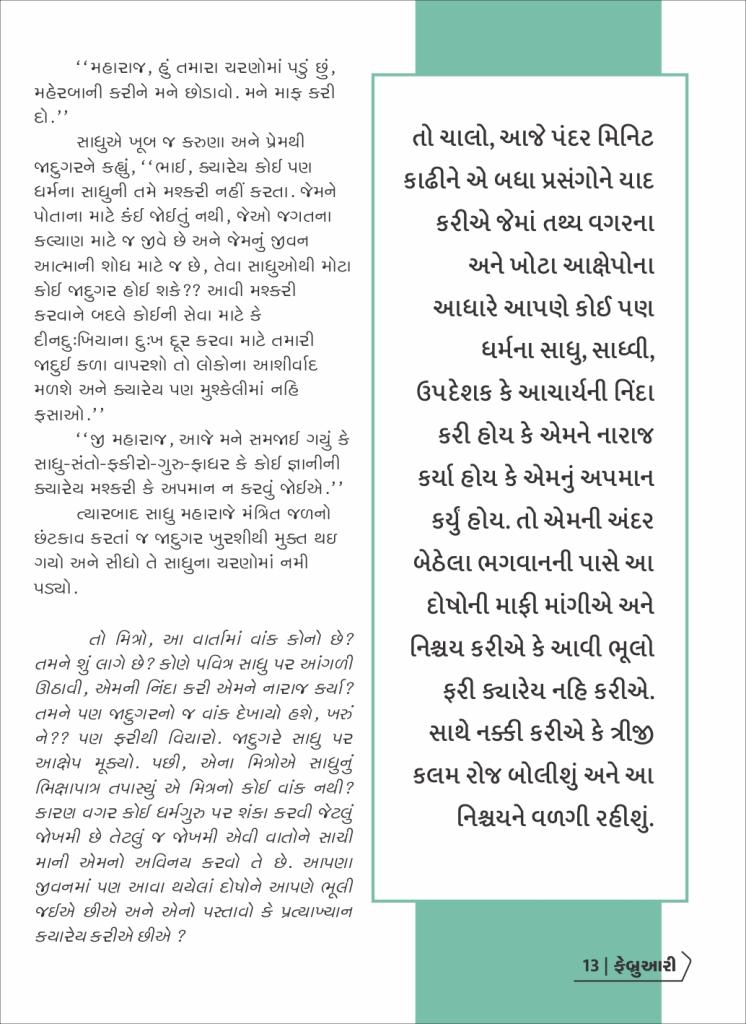 ‘‘મહારાજ, હું તમારા ચરણોમાં પડું છું,
મહેરબાની કરીને મને છોડાવો. મને માફ કરી
દો.’’
સાધુએ ખૂબ જ કરુણા અને પ્રેમથી
જાદુગરને કહ્યું, ‘‘ભાઈ, ક્યારેય કોઈ પણ
ધર્મના સાધુની તમે મશ્કરી નહીં કરતા. જેમને
પોતાના માટે કંઈ જોઈતું નથી, જેઓ જગતના
કલ્યાણ માટે જ જીવે છે અને જેમનું જીવન
આત્માની શોધ માટે જ છે, તેવા સાધુઓથી મોટા
કોઈ જાદુગર હોઈ શકે?? આવી મશ્કરી
કરવાને બદલે કોઈની સેવા માટે કે
દીનદુઃખિયાના દુઃખ દૂર કરવા માટે તમારી
જાદુઈ કળા વાપરશો તો લોકોના આશીર્વાદ
મળશે અને ક્યારેય પણ મુશ્કેલીમાં નહિ
ફસાઓ.’’
‘‘જી મહારાજ, આજે મને સમજાઈ ગયું કે
સાધુ-સંતો-ફકીરો-ગુરુ-ફાધર કે કોઈ જ્ઞાનીની
ક્યારેય મશ્કરી કે અપમાન ન કરવું જોઈએ.’’
ત્યારબાદ સાધુ મહારાજે મંત્રિત જળનો
છંટકાવ કરતાં જ જાદુગર ખુરશીથી મુક્ત થઇ
ગયો અને સીધો તે સાધુના ચરણોમાં નમી
પડ્યો.
તો મિત્રો, આ વાર્તામાં વાંક કોનો છે?
તમને શું લાગે છે? કોણે પવિત્ર સાધુ પર આંગળી
ઊઠાવી, એમની નિંદા કરી એમને નારાજ કર્યા?
તમને પણ જાદુગરનો જ વાંક દેખાયો હશે, ખરું
ને?? પણ ફરીથી વિચારો. જાદુગરે સાધુ પર
આક્ષેપ મૂક્યો. પછી, એના મિત્રોએ સાધુનું
ભિક્ષાપાત્ર તપાસ્યું એ મિત્રનો કોઈ વાંક નથી?
કારણ વગર કોઈ ધર્મગુરુ પર શંકા કરવી જેટલું
જોખમી છે તેટલું જ જોખમી એવી વાતોને સાચી
માની એમનો અવિનય કરવો તે છે. આપણા
જીવનમાં પણ આવા થયેલાં દોષોને આપણે ભૂલી
જઈએ છીએ અને એનો પસ્તાવો કે પ્રત્યાખ્યાન
કયારેય કરીએ છીએ ?
તો ચાલો, આજે પંદર મિનિટ
કાઢીને એ બધા પ્રસંગોને યાદ
કરીએ જેમાં તથ્ય વગરના
અને ખોટા આક્ષેપોના
આધારે આપણે કોઈ પણ
ધર્મના સાધુ, સાધ્વી,
ઉપદેશક કે આચાર્યની નિંદા
કરી હોય કે એમને નારાજ
કર્યા હોય કે એમનું અપમાન
કર્યું હોય. તો એમની અંદર
બેઠેલા ભગવાનની પાસે આ
દોષોની માફી માંગીએ અને
નિશ્ચય કરીએ કે આવી ભૂલો
ફરી ક્યારેય નહિ કરીએ.
સાથે નક્કી કરીએ કે ત્રીજી
કલમ રોજ બોલીશું અને આ
નિશ્ચયને વળગી રહીશું.
13 | ફેબ્રુઆરી